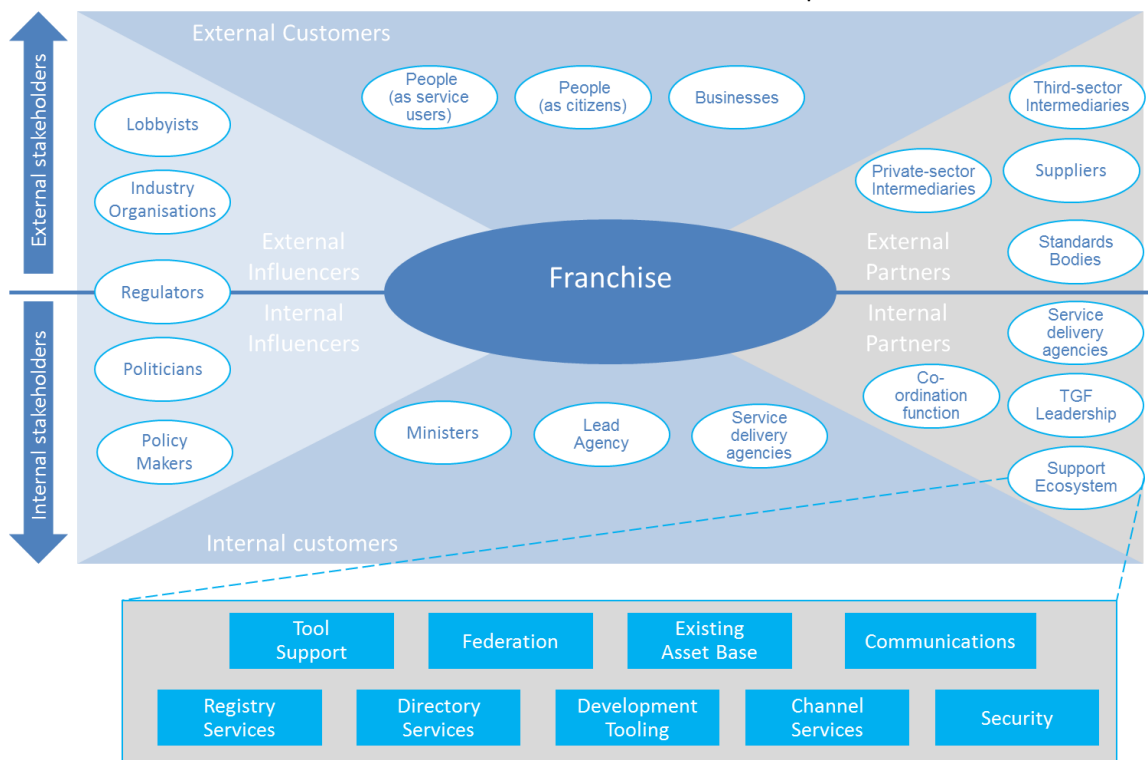 External Customers
External stakeholders
People
(as service
users)
People
(as citizens)
Businesses
Third-sector
Intermediaries
Lobbyists
Private-sector
Intermediaries
Suppliers
Industry
Organisations
External
Influencers
Franchise
External
Partners
Standards
Bodies
Regulators
Internal
Influencers
Internal
Partners
Service
delivery
agencies
Internal stakeholders
Politicians
Co-
ordination
function
TGF
Leadership
Policy
Makers
Ministers
Lead
Agency
Service
delivery
agencies
Support
Ecosystem
Internal customers
Tool
Support
Federation
Existing
Asset Base
Communications
Registry
Services
Directory
Services
Development
Tooling
Channel
Services
Security